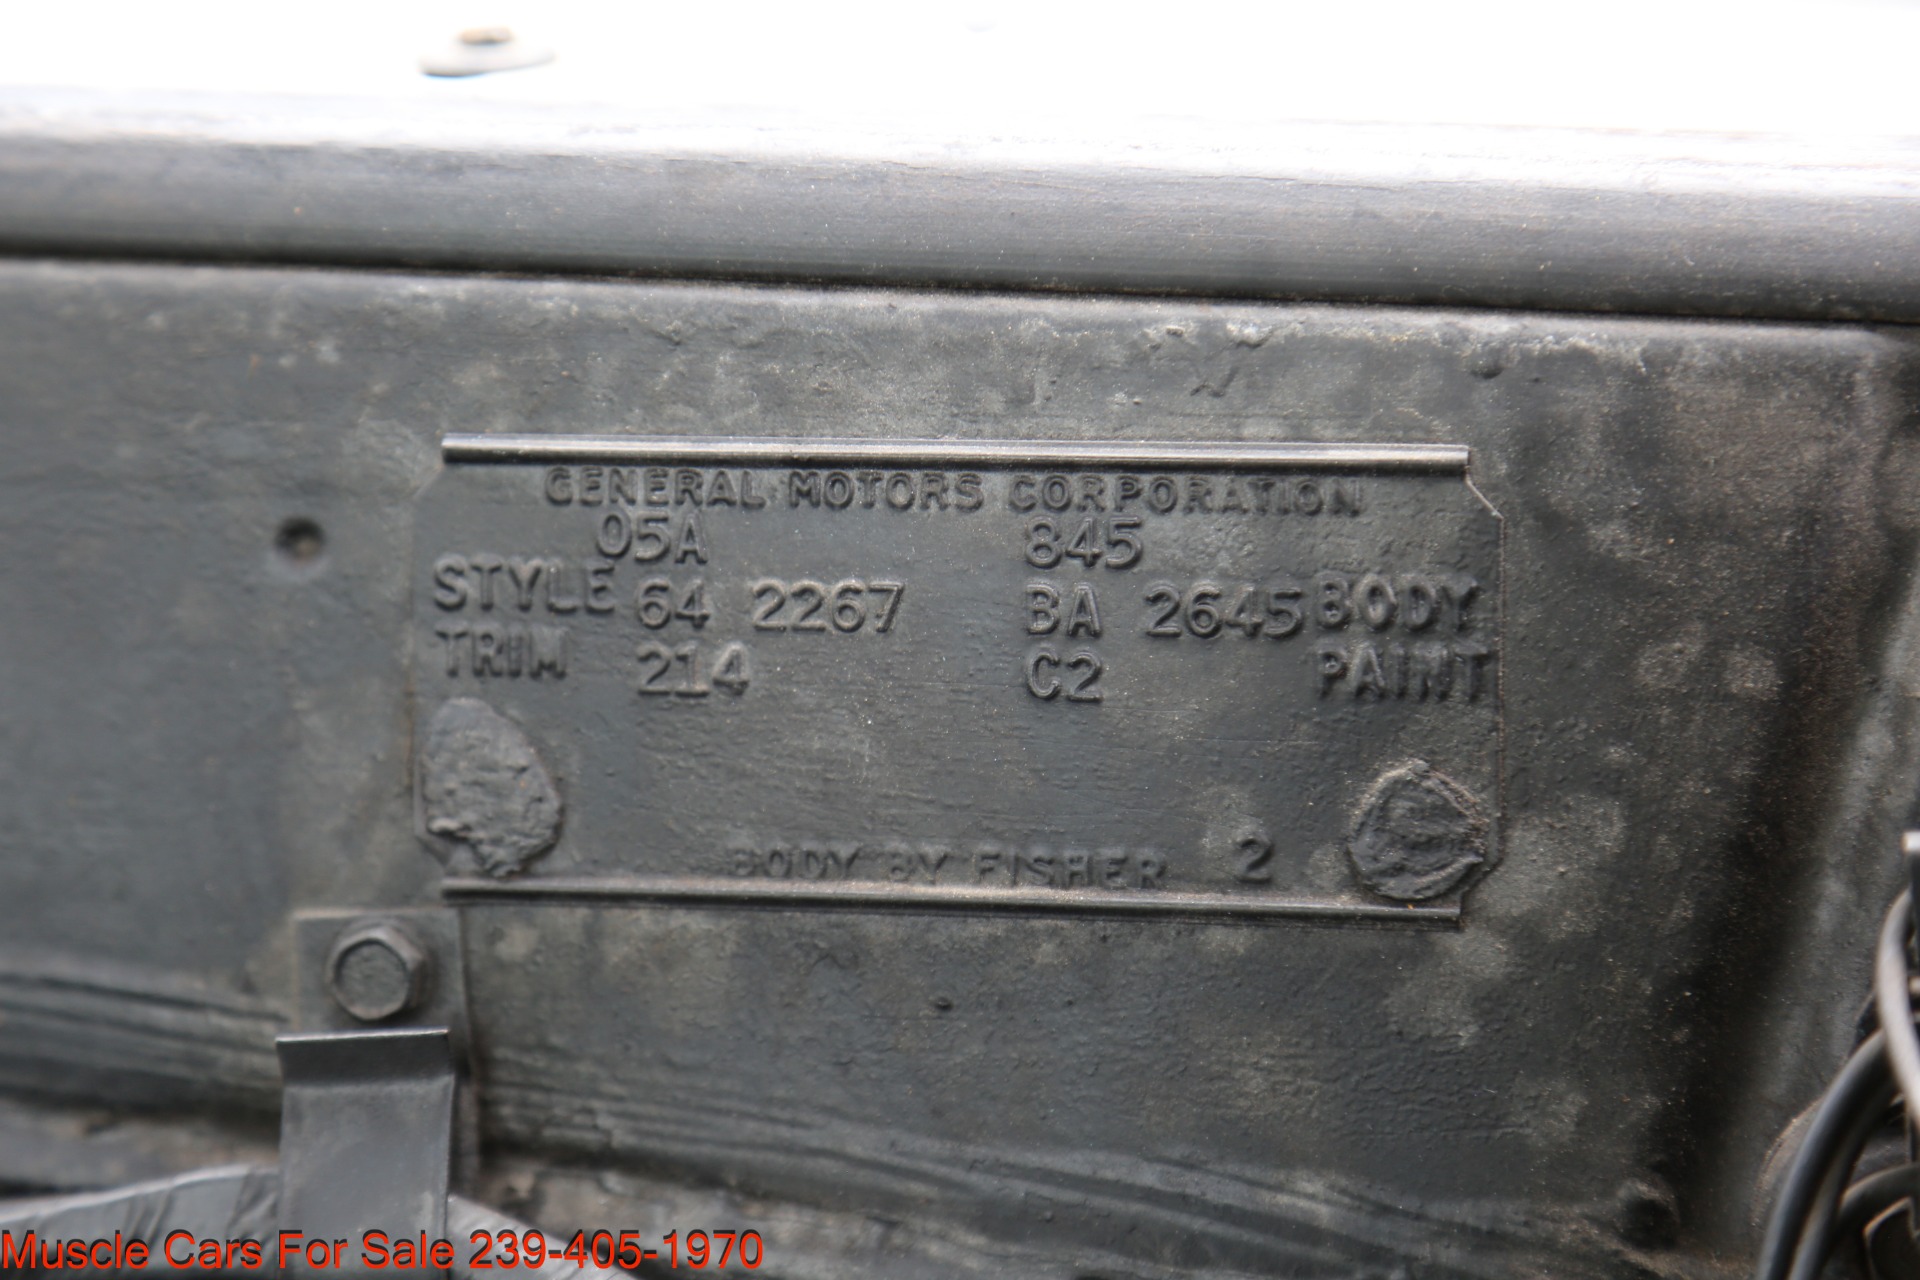 GENERAL MOTORS CORPORATION
05A 845
STYLE 64 2267 BA 2645 BODY
TRIM 214 C2 PAINT
BODY BY FISHER 2
Muscle Cars For Sale 239-405-1970